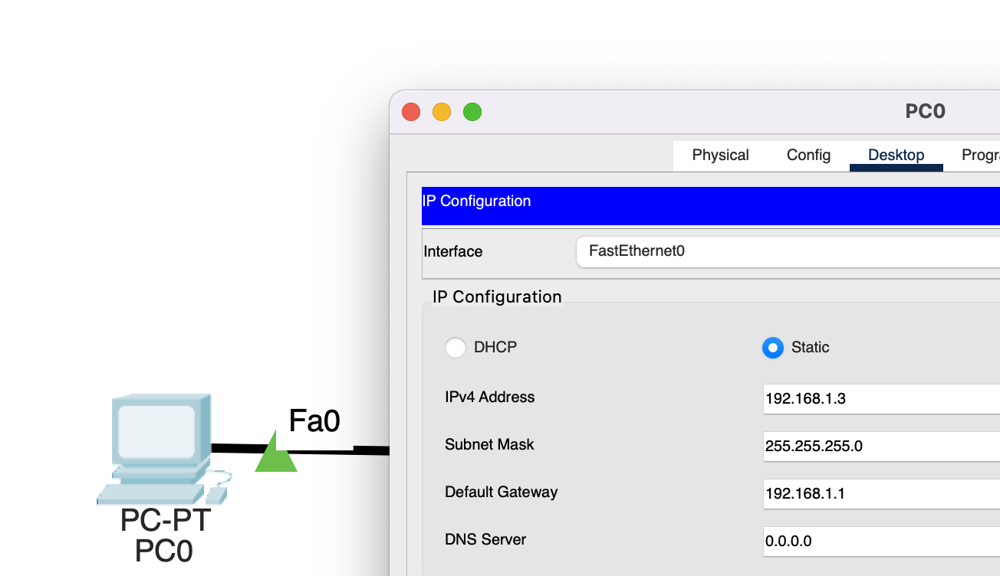 PC0
Physical Config Desktop
IP Configuration
Interface FastEthernet0
IP Configuration
DHCP Static
IPv4 Address 192.168.1.3
Subnet Mask 255.255.255.0
Default Gateway 192.168.1.1
DNS Server 0.0.0.0
Fa0
PC-PT
PC0